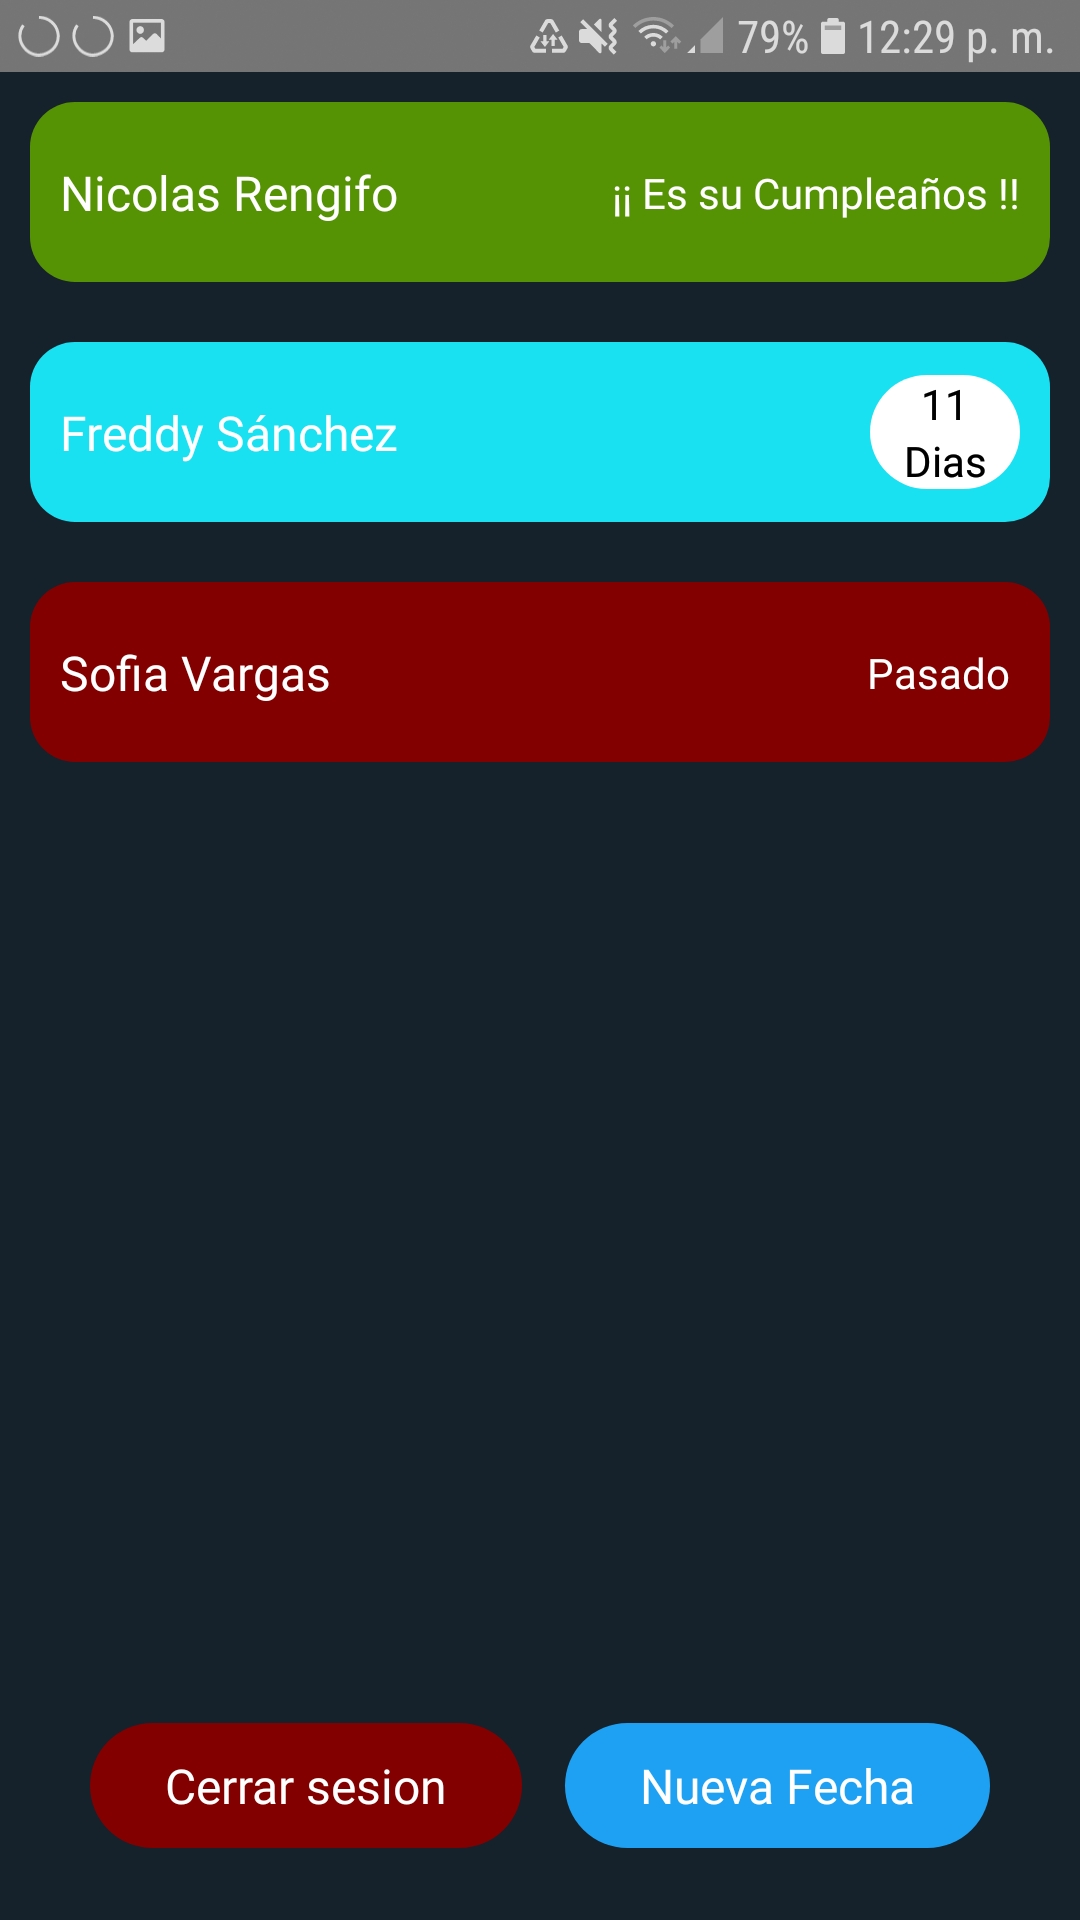 79% 12:29 p. m.
Nicolas Rengifo ¡¡ Es su Cumpleaños !!
Freddy Sánchez 11
Dias
Sofia Vargas Pasado
Cerrar sesion Nueva Fecha